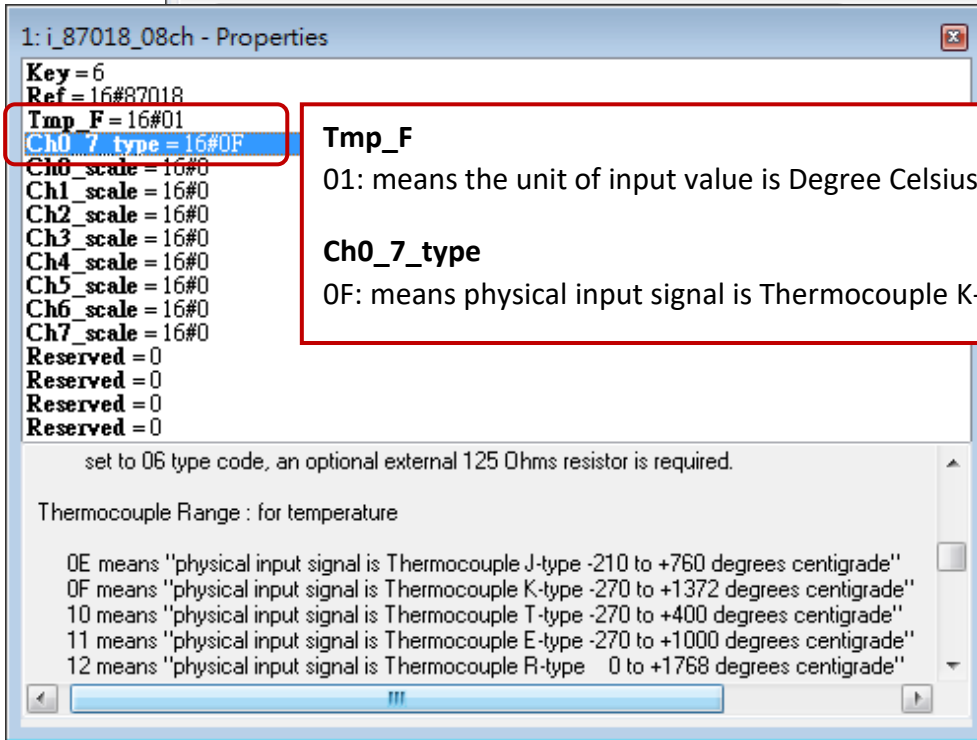 1: i_87018_08ch - Properties
Key = 6
Ref = 16#87018
Tmp_F = 16#01
Ch0_7_type = 16#0F
Ch0_scale = 16#0
Ch1_scale = 16#0
Ch2_scale = 16#0
Ch3_scale = 16#0
Ch4_scale = 16#0
Ch5_scale = 16#0
Ch6_scale = 16#0
Ch7_scale = 16#0
Reserved = 0
Reserved = 0
Reserved = 0
Reserved = 0
Tmp_F
01: means the unit of input value is Degree Celsius
Ch0_7_type
0F: means physical input signal is Thermocouple K-
set to 06 type code, an optional external 125 Ohms resistor is required.
Thermocouple Range : for temperature
0E means "physical input signal is Thermocouple J-type -210 to +760 degrees centigrade"
0F means "physical input signal is Thermocouple K-type -270 to +1372 degrees centigrade"
10 means "physical input signal is Thermocouple T-type -270 to +400 degrees centigrade"
11 means "physical input signal is Thermocouple E-type -270 to +1000 degrees centigrade"
12 means "physical input signal is Thermocouple R-type 0 to +1768 degrees centigrade"